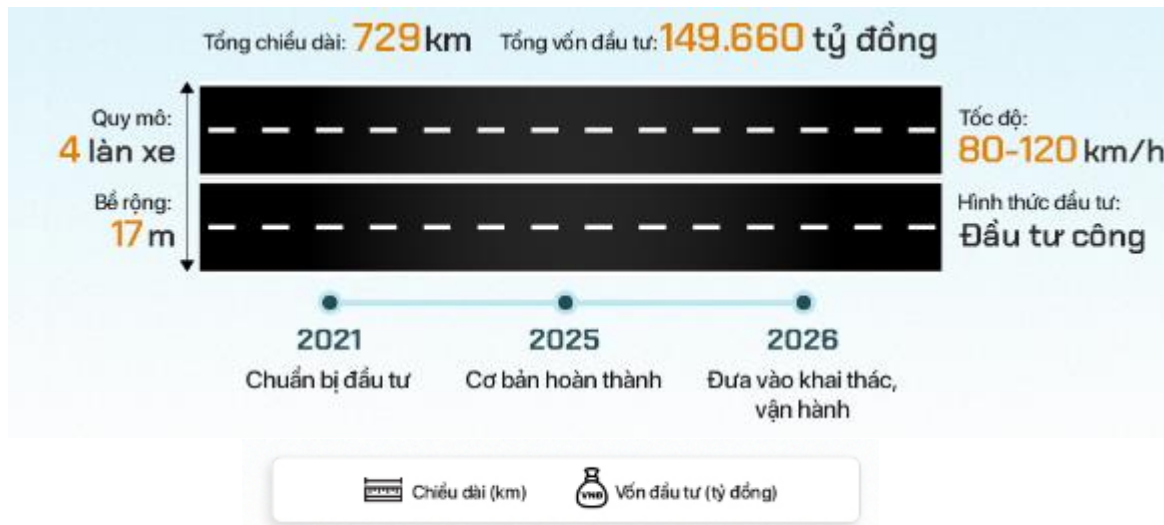 Tổng chiều dài: 729 km Tổng vốn đầu tư: 149.660 tỷ đồng
Quy mô:
4 làn xe
Bề rộng:
17 m
Tốc độ:
80-120 km/h
Hình thức đầu tư:
Đầu tư công
2021
Chuẩn bị đầu tư
2025
Cơ bản hoàn thành
2026
Đưa vào khai thác,
vận hành
Chiều dài (km)
VNĐ
Vốn đầu tư (tỷ đồng)